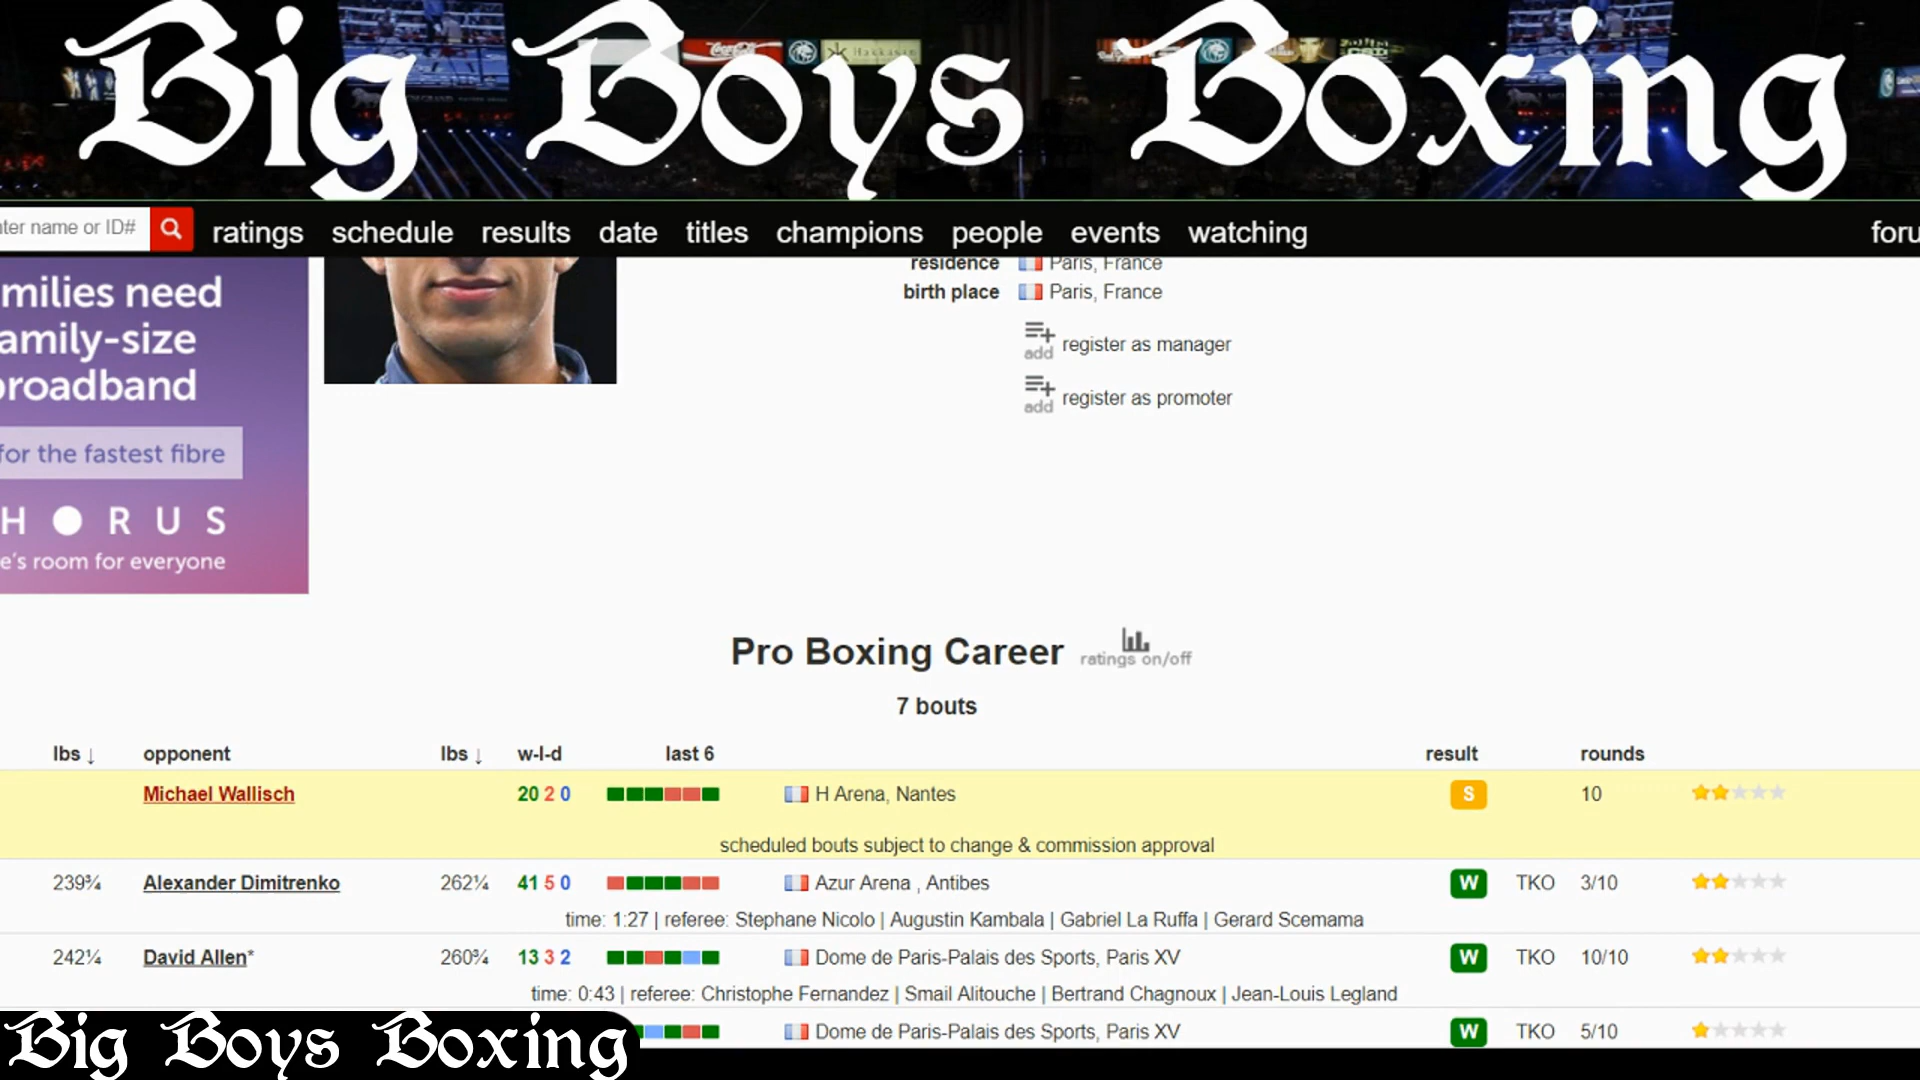 Big Boys Boxing
nter name or ID#
ratings schedule results date titles champions people events watching foru
milies need
amily-size
broadband
for the fastest fibre
H RUS
e's room for everyone
residence Paris, France
birth place Paris, France
add register as manager
add register as promoter
Pro Boxing Career ratings on/off
7 bouts
lbs ↓ opponent lbs ↓ w-l-d last 6 result rounds
Michael Wallisch 20 2 0 H Arena, Nantes S 10
scheduled bouts subject to change & commission approval
239¾ Alexander Dimitrenko 262¼ 41 5 0 Azur Arena , Antibes W TKO 3/10
time: 1:27 | referee: Stephane Nicolo | Augustin Kambala | Gabriel La Ruffa | Gerard Scemama
242¼ David Allen* 260¾ 13 3 2 Dome de Paris-Palais des Sports, Paris XV W TKO 10/10
time: 0:43 | referee: Christophe Fernandez | Smail Alitouche | Bertrand Chagnoux | Jean-Louis Legland
Dome de Paris-Palais des Sports, Paris XV W TKO 5/10
Big Boys Boxing